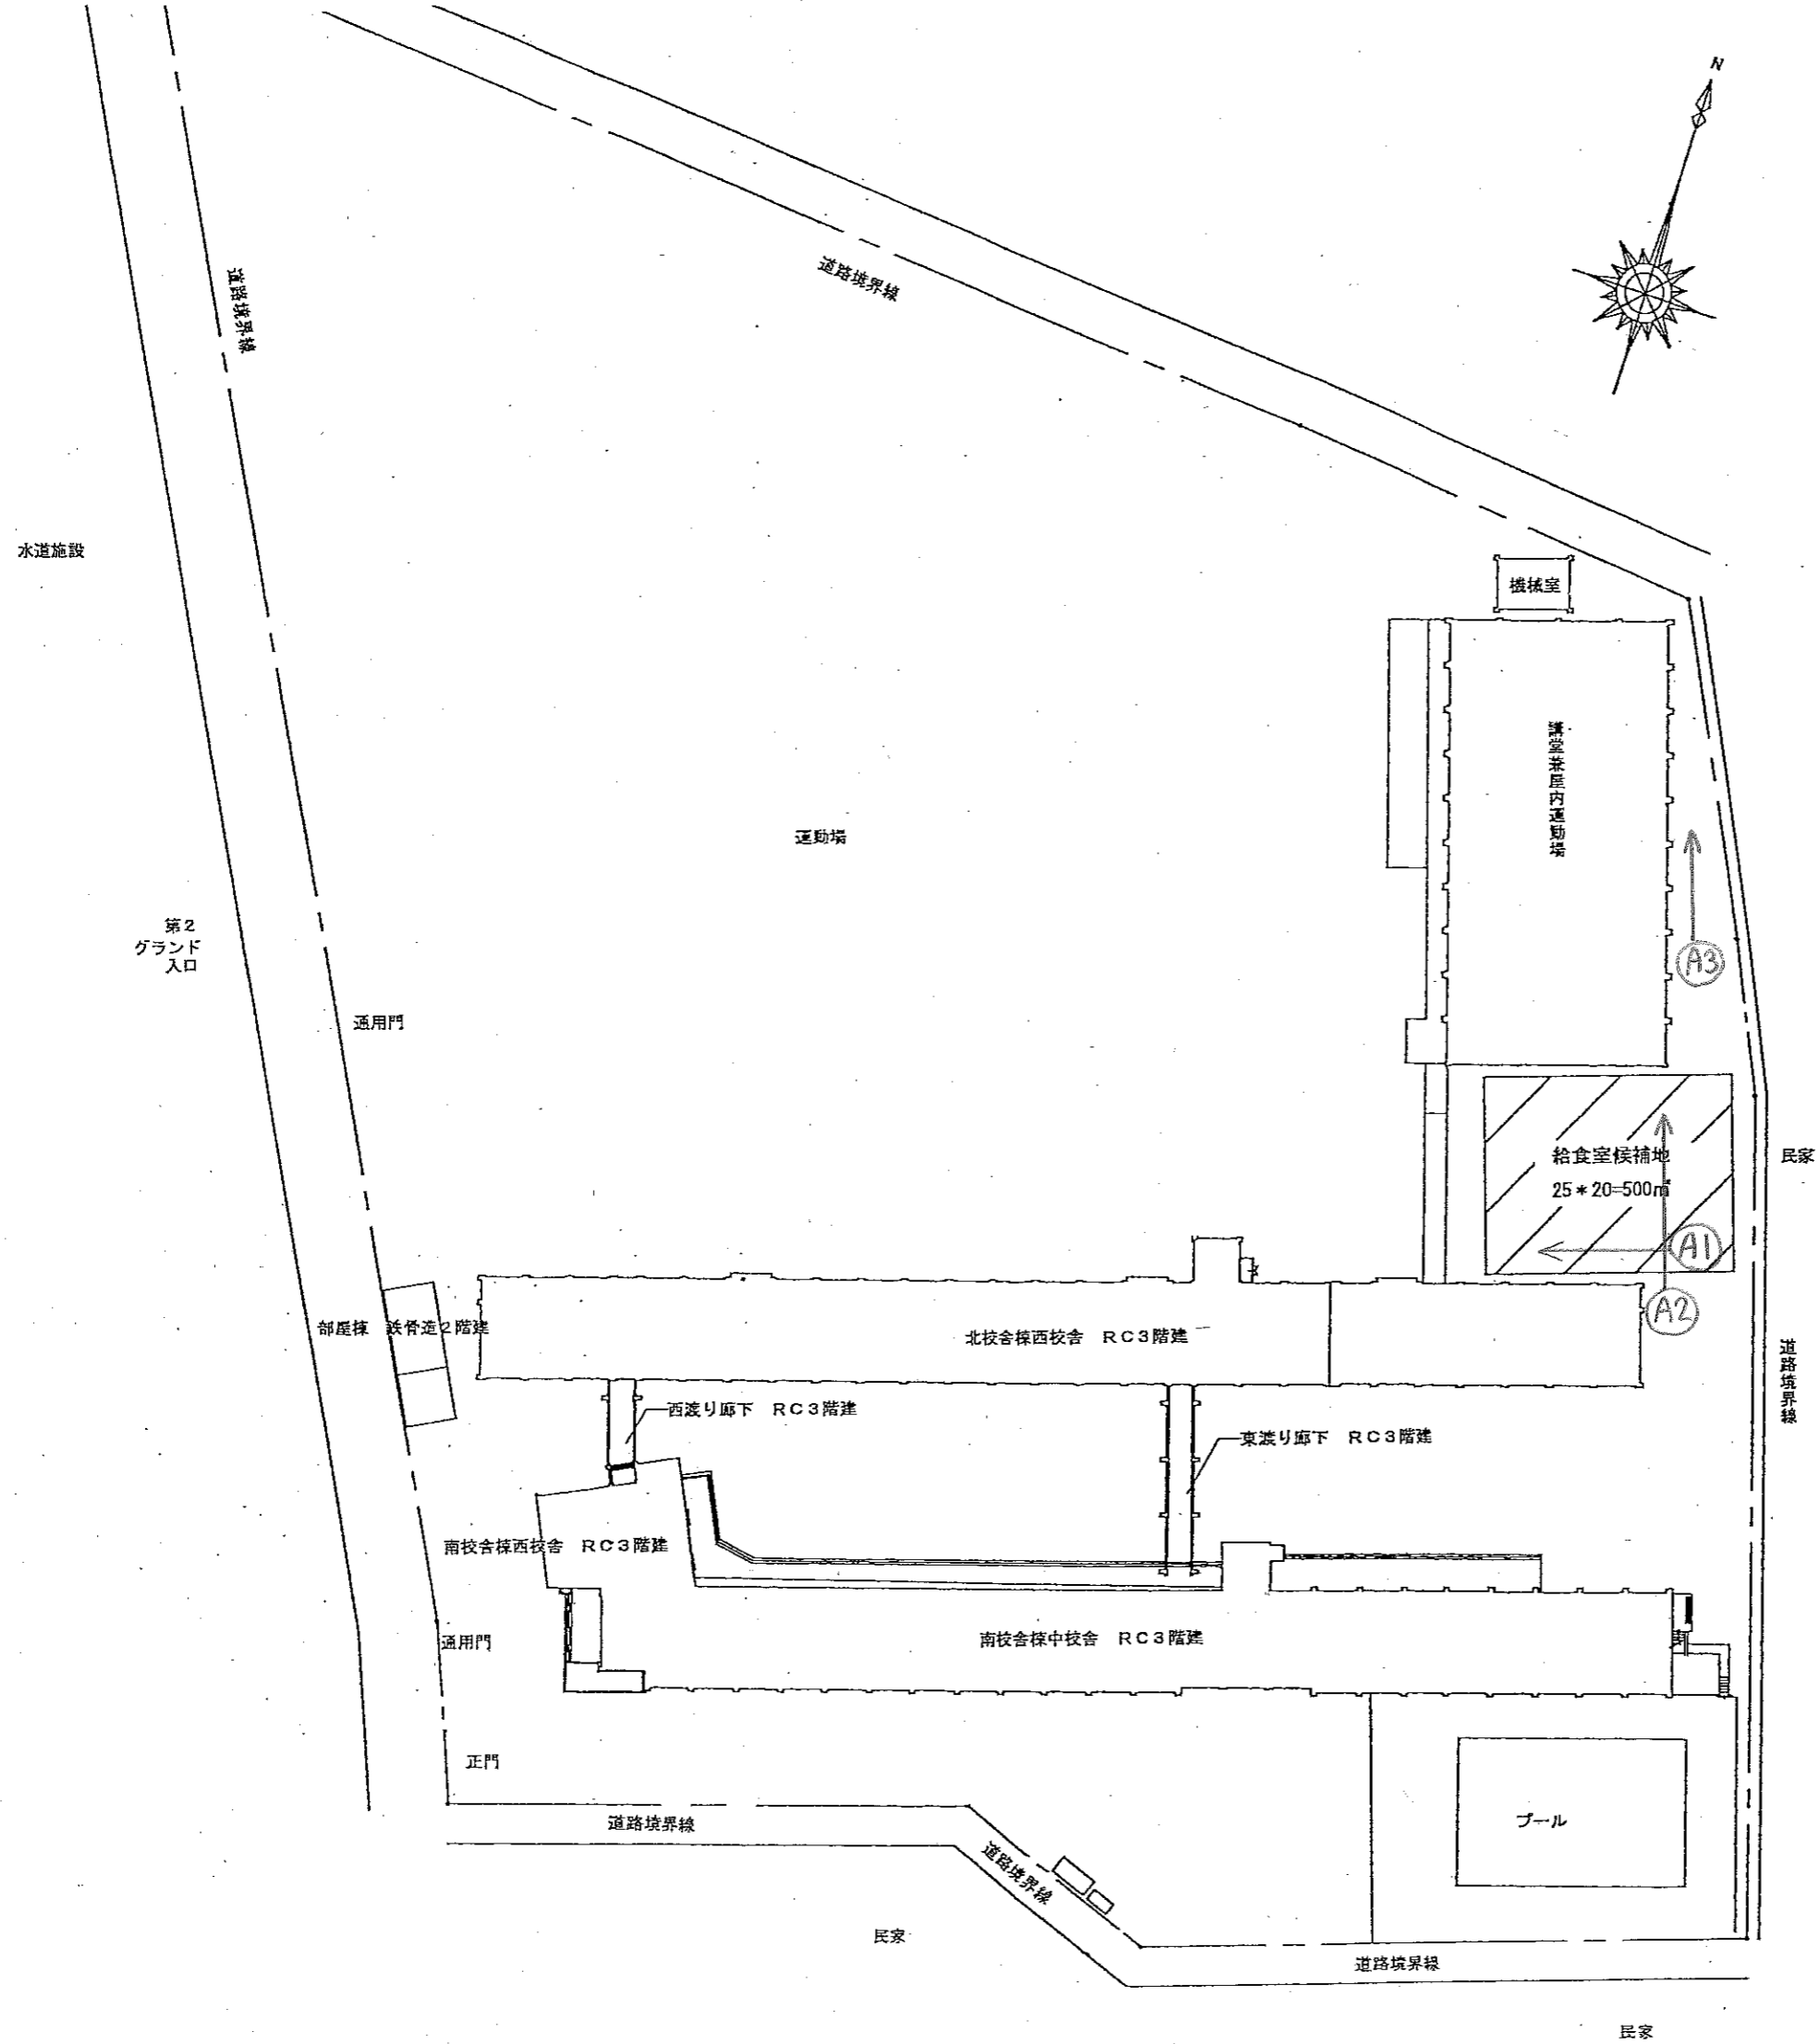 N
道路境界線
道路境界線
水道施設
機械室
講堂兼屋内運動場
運動場
第2
グランド
入口
A3
通用門
給食室候補地
25*20=500㎡
民家
A1
A2
部屋棟 鉄骨造2階建
北校舎棟西校舎 RC3階建
道路境界線
西渡り廊下 RC3階建
東渡り廊下 RC3階建
南校舎棟西校舎 RC3階建
通用門
南校舎棟中校舎 RC3階建
正門
道路境界線
プール
道路境界線
民家
道路境界線
民家